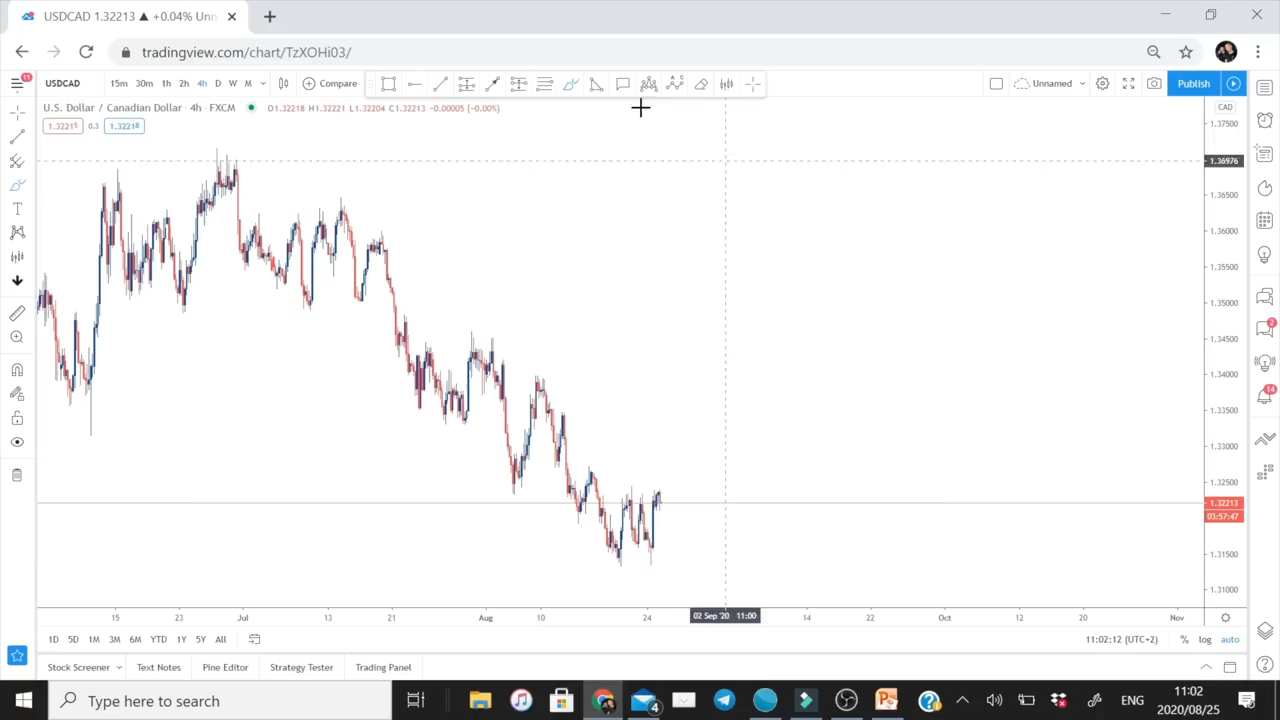 USDCAD 1.32213 ▲ +0.04% Unn
tradingview.com/chart/TzXOHi03/
11 USDCAD 15m 30m 1h 2h 4h D W M Compare Unnamed Publish
U.S. Dollar / Canadian Dollar · 4h · FXCM O1.32218 H1.32221 L1.32204 C1.32213 -0.00005 (-0.00%)
1.32215 0.3 1.32218
CAD
1.37500
1.36976
1.36500
1.36000
1.35500
1.35000
1.34500
1.34000
1.33500
1.33000
1.32500
1.32213
03:57:47
1.31500
1.31000
2
14
15 23 Jul 13 21 Aug 10 24 02 Sep '20 11:00 14 22 Oct 12 20 Nov
1D 5D 1M 3M 6M YTD 1Y 5Y All 11:02:12 (UTC+2) % log auto
Stock Screener Text Notes Pine Editor Strategy Tester Trading Panel
Type here to search 4 ENG 11:02
2020/08/25